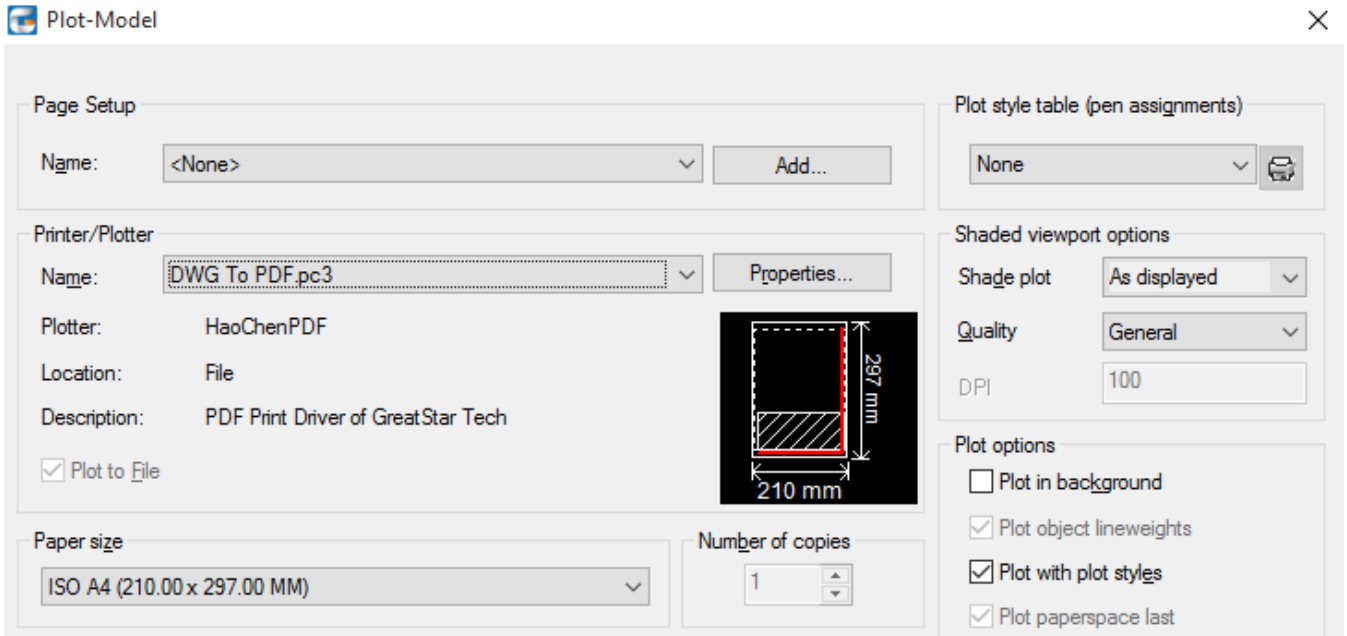 Plot-Model
Page Setup
Name: <None> Add...
Printer/Plotter
Name: DWG To PDF.pc3 Properties...
Plotter: HaoChenPDF
Location: File
Description: PDF Print Driver of GreatStar Tech
Plot to File
297 mm
210 mm
Paper size
ISO A4 (210.00 x 297.00 MM)
Number of copies
1
Plot style table (pen assignments)
None
Shaded viewport options
Shade plot As displayed
Quality General
DPI 100
Plot options
Plot in background
Plot object lineweights
Plot with plot styles
Plot paperspace last